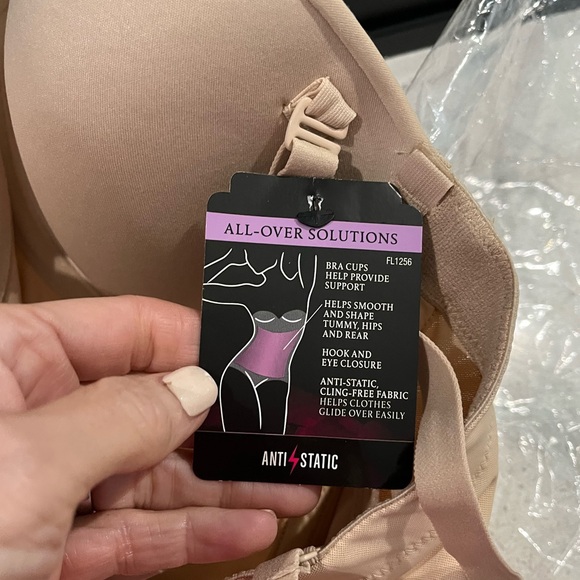 ALL-OVER SOLUTIONS
FL1256
BRA CUPS
HELP PROVIDE
SUPPORT
HELPS SMOOTH
AND SHAPE
TUMMY, HIPS
AND REAR
HOOK AND
EYE CLOSURE
ANTI-STATIC,
CLING-FREE FABRIC
HELPS CLOTHES
GLIDE OVER EASILY
ANTI STATIC